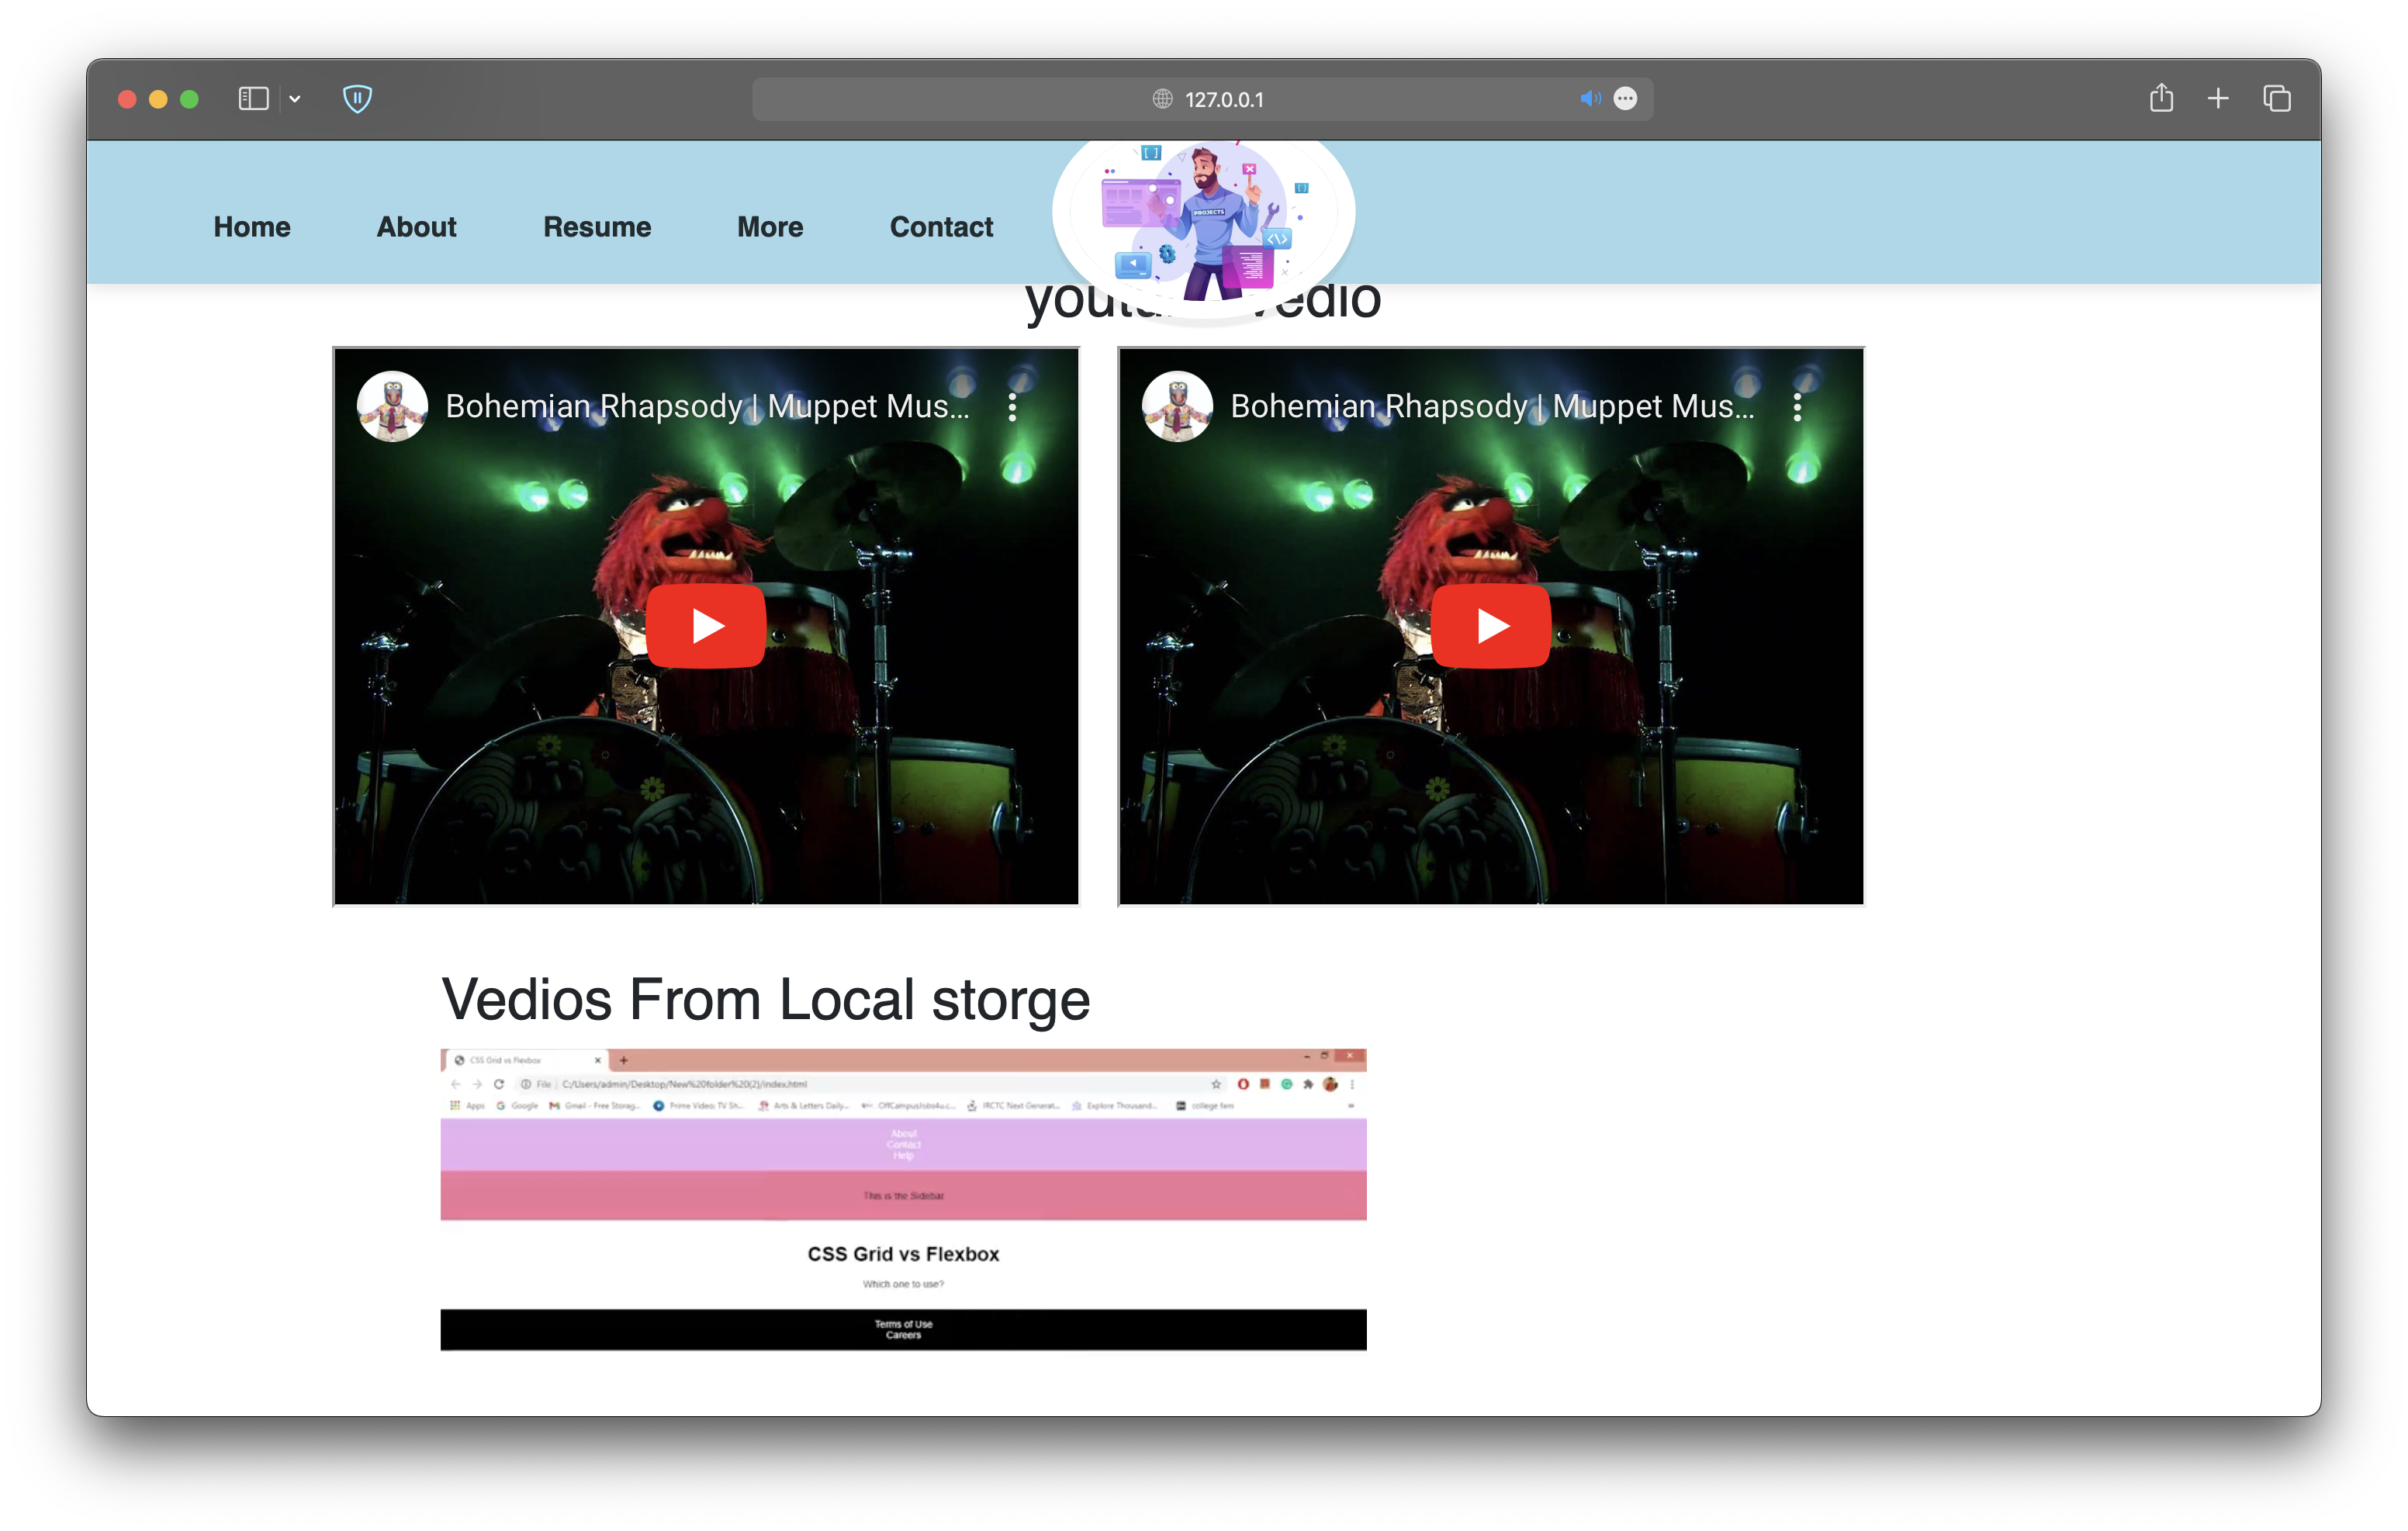 127.0.0.1
Home About Resume More Contact
PROJECTS
vedio
Bohemian Rhapsody | Muppet Mus...
Bohemian Rhapsody | Muppet Mus...
Vedios From Local storge
CSS Grid vs Flexbox
File | C:/Users/admin/Desktop/New%20folder%20(2)/index.html
Apps Google Gmail - Free Storag... Prime Video: TV Sh... Arts & Letters Daily... OffCampusJobs4u.c... IRCTC Next Generat... Explore Thousand... college fam
About
Contact
Help
This is the Sidebar
CSS Grid vs Flexbox
Which one to use?
Terms of Use
Careers